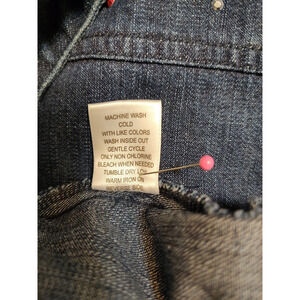 MACHINE WASH
COLD
WITH LIKE COLORS
WASH INSIDE OUT
GENTLE CYCLE
ONLY NON CHLORINE
BLEACH WHEN NEEDED
TUMBLE DRY LOW
WARM IRON ON